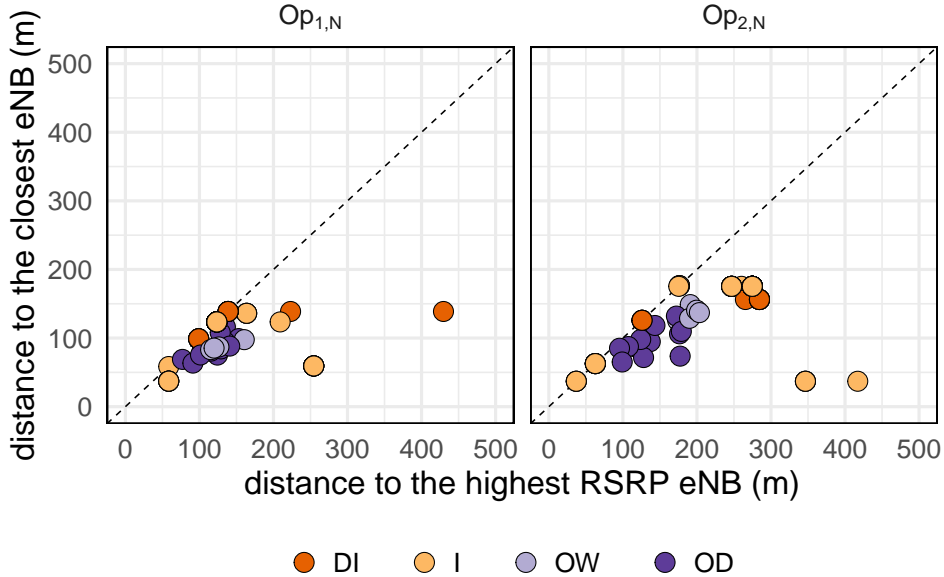 Op1,N Op2,N
distance to the closest eNB (m)
500
400
300
200
100
0
0 100 200 300 400 500 0 100 200 300 400 500
distance to the highest RSRP eNB (m)
DI I OW OD